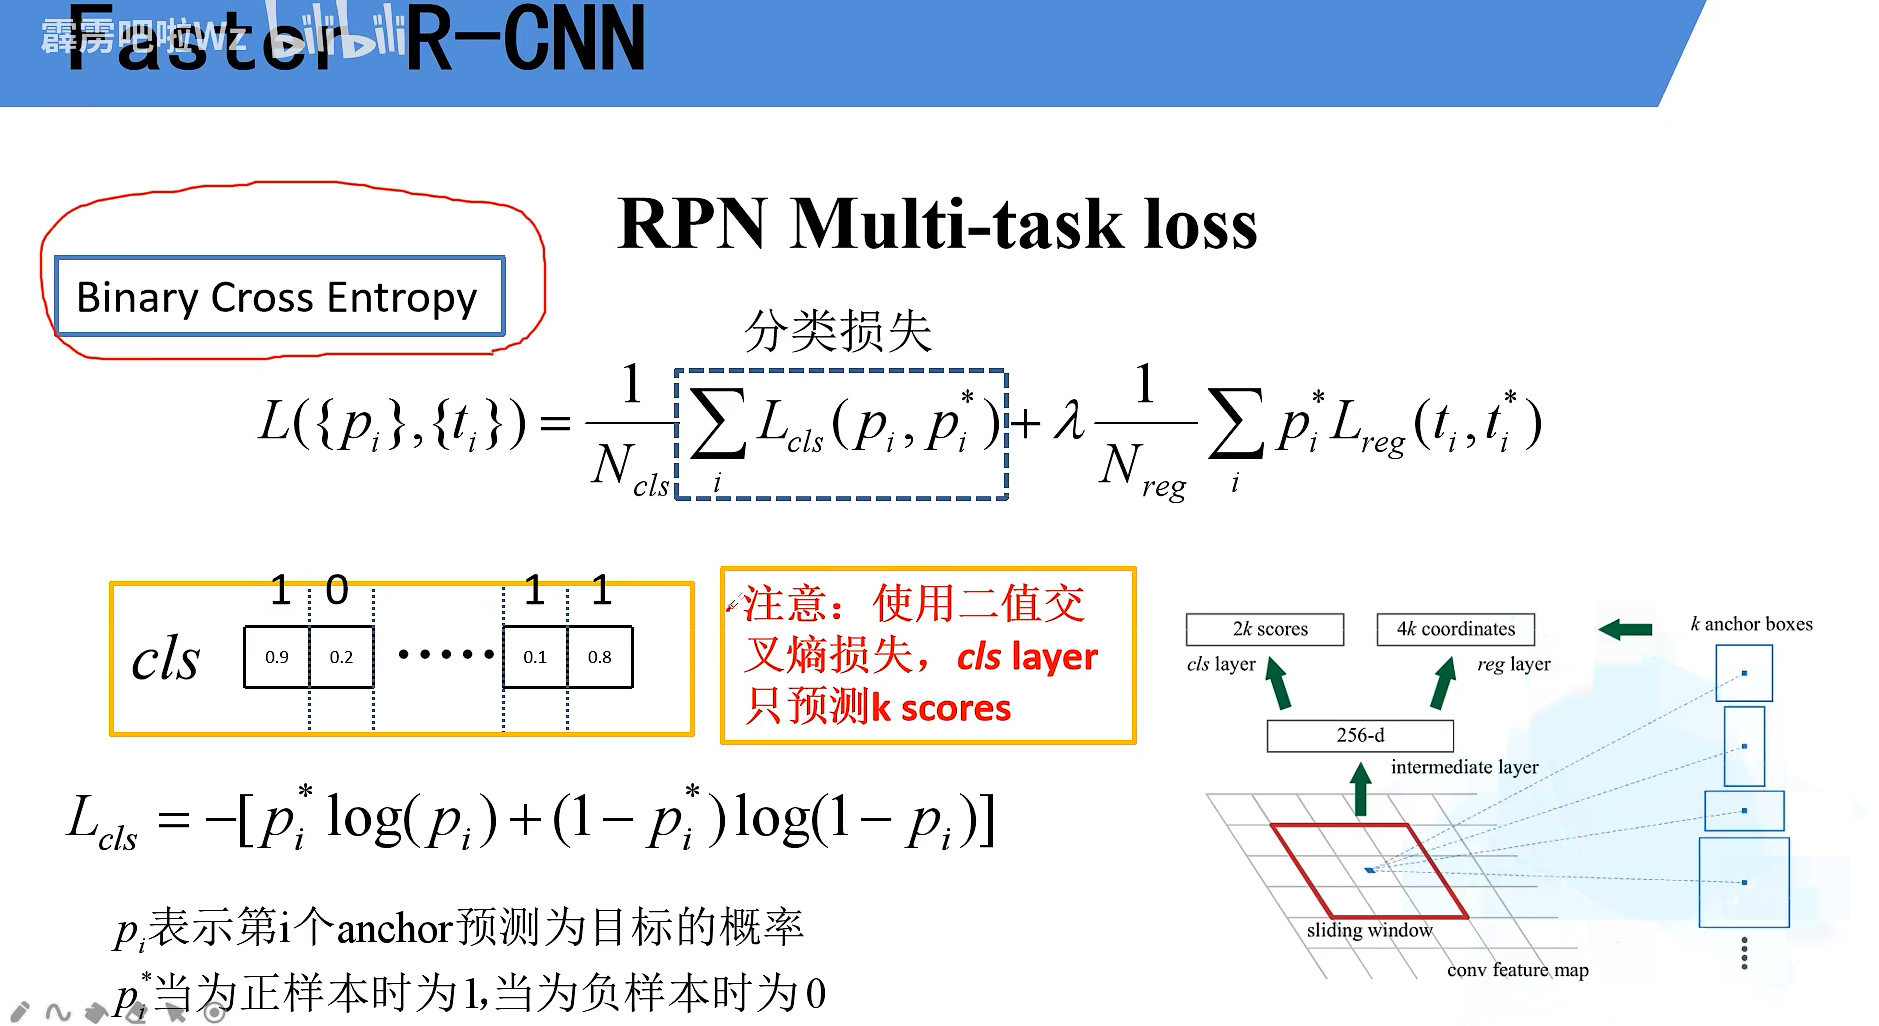 Faster R-CNN
霹雳吧啦Wz bilibili
RPN Multi-task loss
Binary Cross Entropy
分类损失
L({p_i},{t_i}) = \frac{1}{N_{cls}} \sum_i L_{cls}(p_i, p_i^*) + λ \frac{1}{N_{reg}} \sum_i p_i^* L_{reg}(t_i, t_i^*)
1 0 1 1
cls 0.9 0.2 ····· 0.1 0.8
注意：使用二值交
叉熵损失，cls layer
只预测k scores
L_{cls} = -[p_i^* log(p_i) + (1 - p_i^*) log(1 - p_i)]
p_i表示第i个anchor预测为目标的概率
p_i^*当为正样本时为1,当为负样本时为0
2k scores
4k coordinates
k anchor boxes
cls layer
reg layer
256-d
intermediate layer
sliding window
conv feature map